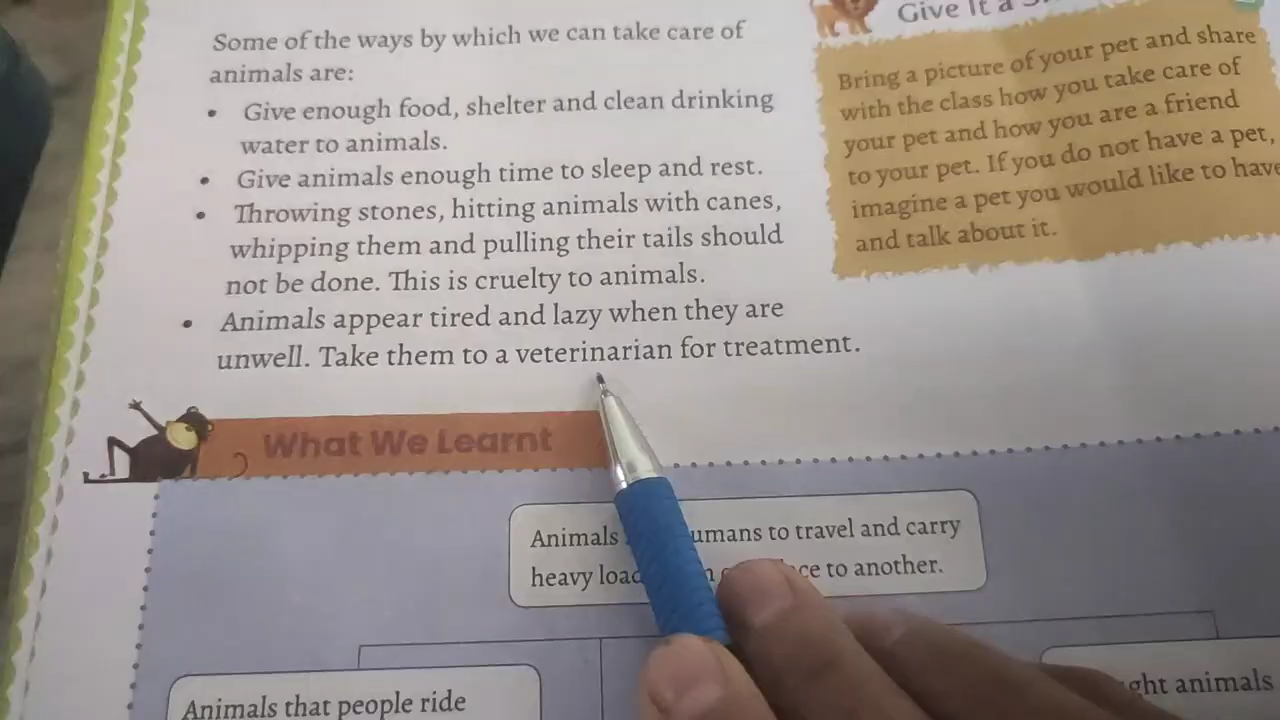 Some of the ways by which we can take care of
animals are:
• Give enough food, shelter and clean drinking
water to animals.
• Give animals enough time to sleep and rest.
• Throwing stones, hitting animals with canes,
whipping them and pulling their tails should
not be done. This is cruelty to animals.
• Animals appear tired and lazy when they are
unwell. Take them to a veterinarian for treatment.
Give It a
Bring a picture of your pet and share
with the class how you take care of
your pet and how you are a friend
to your pet. If you do not have a pet,
imagine a pet you would like to have
and talk about it.
What We Learnt
Animals umans to travel and carry
heavy to another.
Animals that people ride
animals